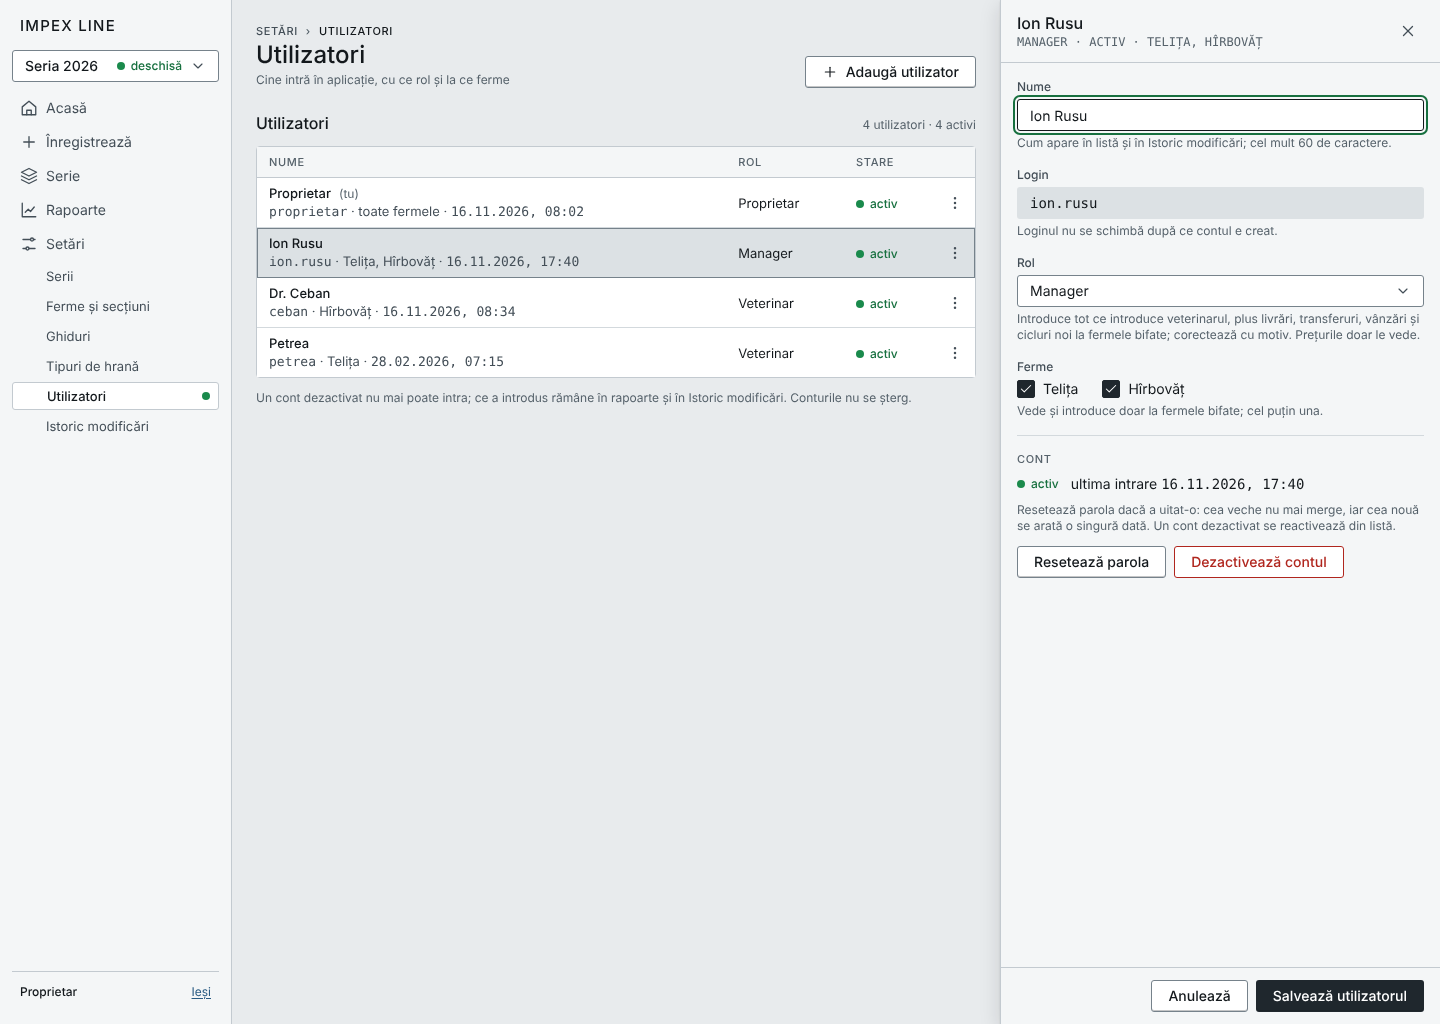 IMPEX LINE
Seria 2026
deschisă
Acasă
Înregistrează
Serie
Rapoarte
Setări
Serii
Ferme și secțiuni
Ghiduri
Tipuri de hrană
Utilizatori
Istoric modificări
Proprietar
Ieși
SETĂRI › UTILIZATORI
Utilizatori
Cine intră în aplicație, cu ce rol și la ce ferme
Adaugă utilizator
Utilizatori
4 utilizatori · 4 activi
NUME ROL STARE
Proprietar (tu)
proprietar · toate fermele · 16.11.2026, 08:02
Proprietar
activ
Ion Rusu
ion.rusu · Telița, Hîrbovăț · 16.11.2026, 17:40
Manager
activ
Dr. Ceban
ceban · Hîrbovăț · 16.11.2026, 08:34
Veterinar
activ
Petrea
petrea · Telița · 28.02.2026, 07:15
Veterinar
activ
Un cont dezactivat nu mai poate intra; ce a introdus rămâne în rapoarte și în Istoric modificări. Conturile nu se șterg.
Ion Rusu
MANAGER · ACTIV · TELIȚA, HÎRBOVĂȚ
Nume
Ion Rusu
Cum apare în listă și în Istoric modificări; cel mult 60 de caractere.
Login
ion.rusu
Loginul nu se schimbă după ce contul e creat.
Rol
Manager
Introduce tot ce introduce veterinarul, plus livrări, transferuri, vânzări și
cicluri noi la fermele bifate; corectează cu motiv. Prețurile doar le vede.
Ferme
Telița
Hîrbovăț
Vede și introduce doar la fermele bifate; cel puțin una.
CONT
activ
ultima intrare 16.11.2026, 17:40
Resetează parola dacă a uitat-o: cea veche nu mai merge, iar cea nouă
se arată o singură dată. Un cont dezactivat se reactivează din listă.
Resetează parola
Dezactivează contul
Anulează
Salvează utilizatorul